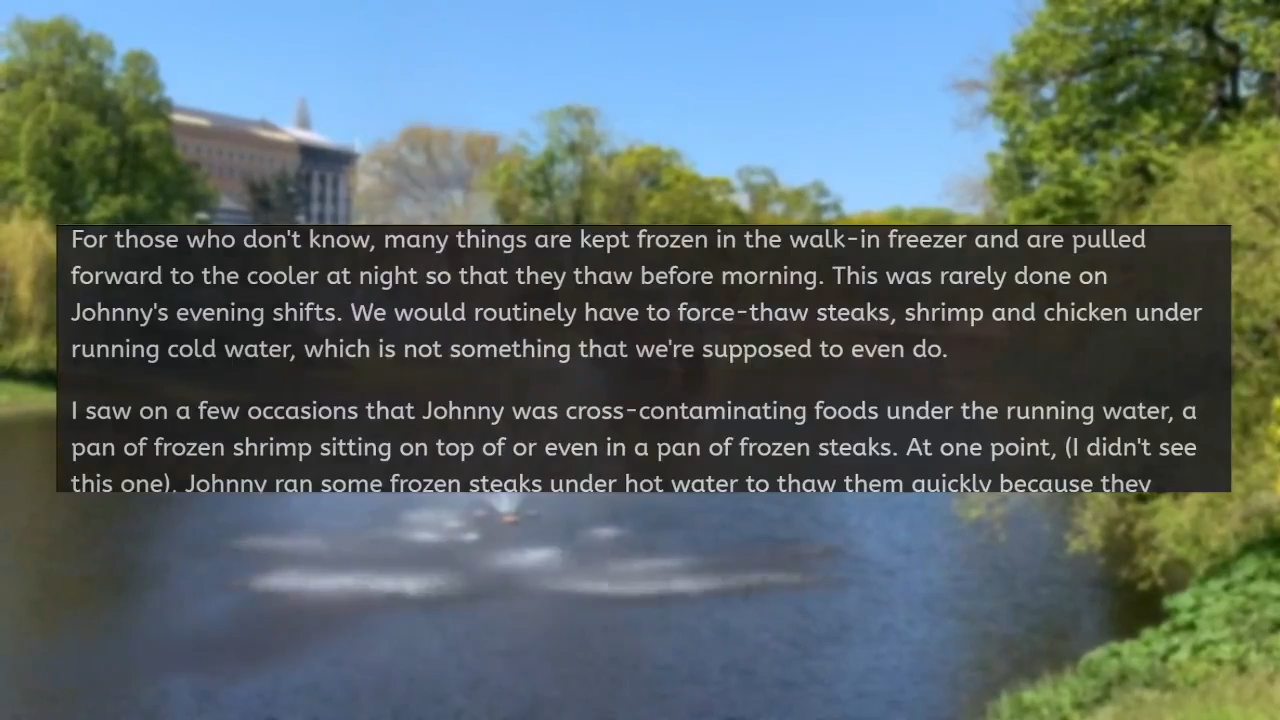 For those who don't know, many things are kept frozen in the walk-in freezer and are pulled
forward to the cooler at night so that they thaw before morning. This was rarely done on
Johnny's evening shifts. We would routinely have to force-thaw steaks, shrimp and chicken under
running cold water, which is not something that we're supposed to even do.
I saw on a few occasions that Johnny was cross-contaminating foods under the running water, a
pan of frozen shrimp sitting on top of or even in a pan of frozen steaks. At one point, (I didn't see
this one), Johnny ran some frozen steaks under hot water to thaw them quickly because they